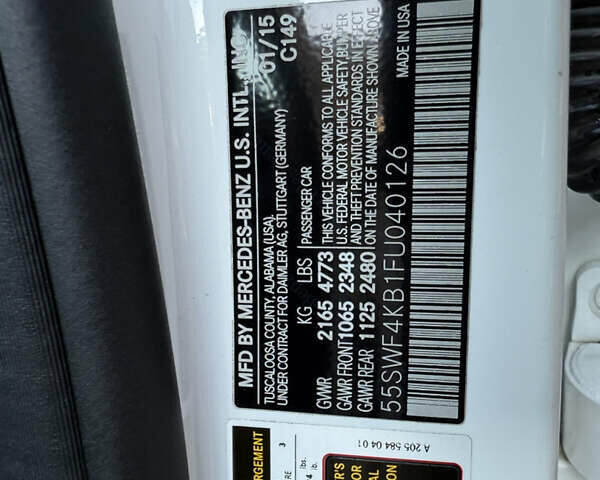 MFD BY MERCEDES-BENZ U.S. INTL., INC.
TUSCALOOSA COUNTY, ALABAMA (USA),
UNDER CONTRACT FOR DAIMLER AG, STUTTGART (GERMANY)
01/15
C149
KG LBS PASSENGER CAR
GVWR 2165 4773
GAWR FRONT 1065 2348
GAWR REAR 1125 2480
THIS VEHICLE CONFORMS TO ALL APPLICABLE
U.S. FEDERAL MOTOR VEHICLE SAFETY, BUMPER
AND THEFT PREVENTION STANDARDS IN EFFECT
ON THE DATE OF MANUFACTURE SHOWN ABOVE
55SWF4KB1FU040126 MADE IN USA
A 205 584 04 01
3
lbs.
lb.